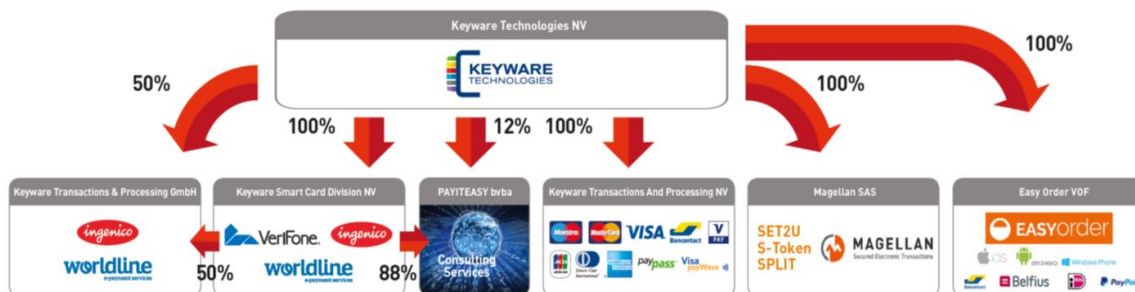 Keyware Technologies NV
KEYWARE
TECHNOLOGIES
50%
100%
12%
100%
100%
100%
Keyware Transactions & Processing GmbH
ingenico
worldline
e-payment services
50%
Keyware Smart Card Division NV
VeriFone.
ingenico
worldline
e-payment services
88%
PAYITEASY bvba
Consulting
Services
Keyware Transactions And Processing NV
Maestro
MasterCard
VISA
Bancontact
V
PAY
JCB
Diners Club
International
AMERICAN
EXPRESS
paypass
Visa
payWave
Magellan SAS
SET2U
S-Token
SPLIT
MAGELLAN
Secured Electronic Transactions
Easy Order VOF
EASYorder
iOS
ANDROID
Windows Phone
Bancontact
Belfius
iD
PayPal